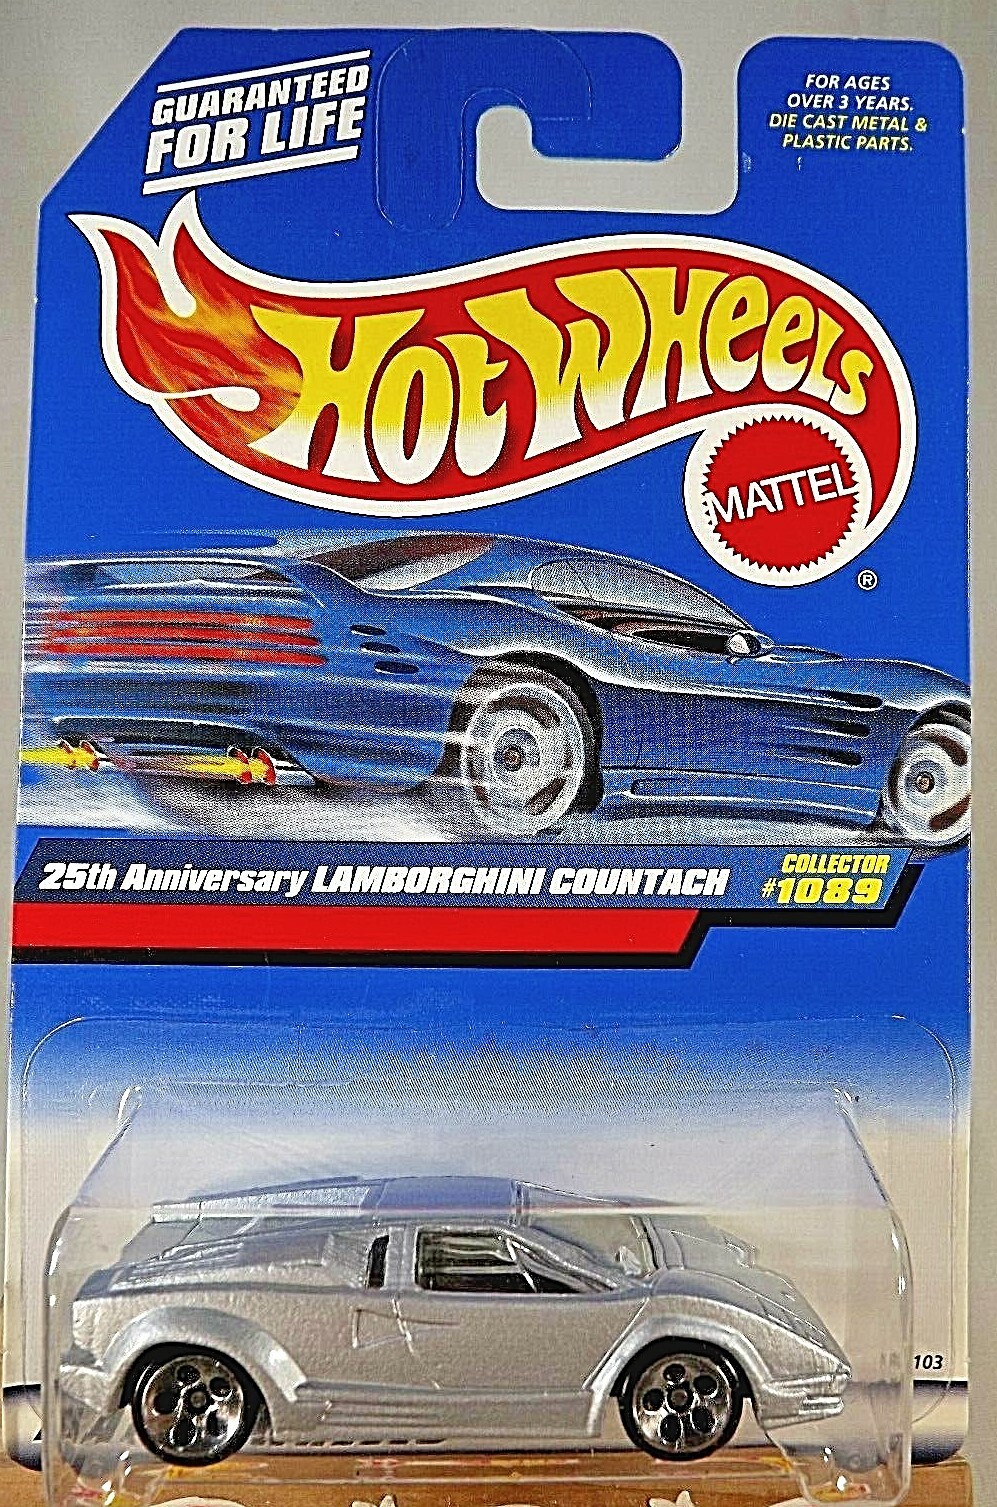 GUARANTEED
FOR LIFE
FOR AGES
OVER 3 YEARS.
DIE CAST METAL &
PLASTIC PARTS.
HOT WHEELS
MATTEL
®
25th Anniversary LAMBORGHINI COUNTACH
COLLECTOR
#1089
103